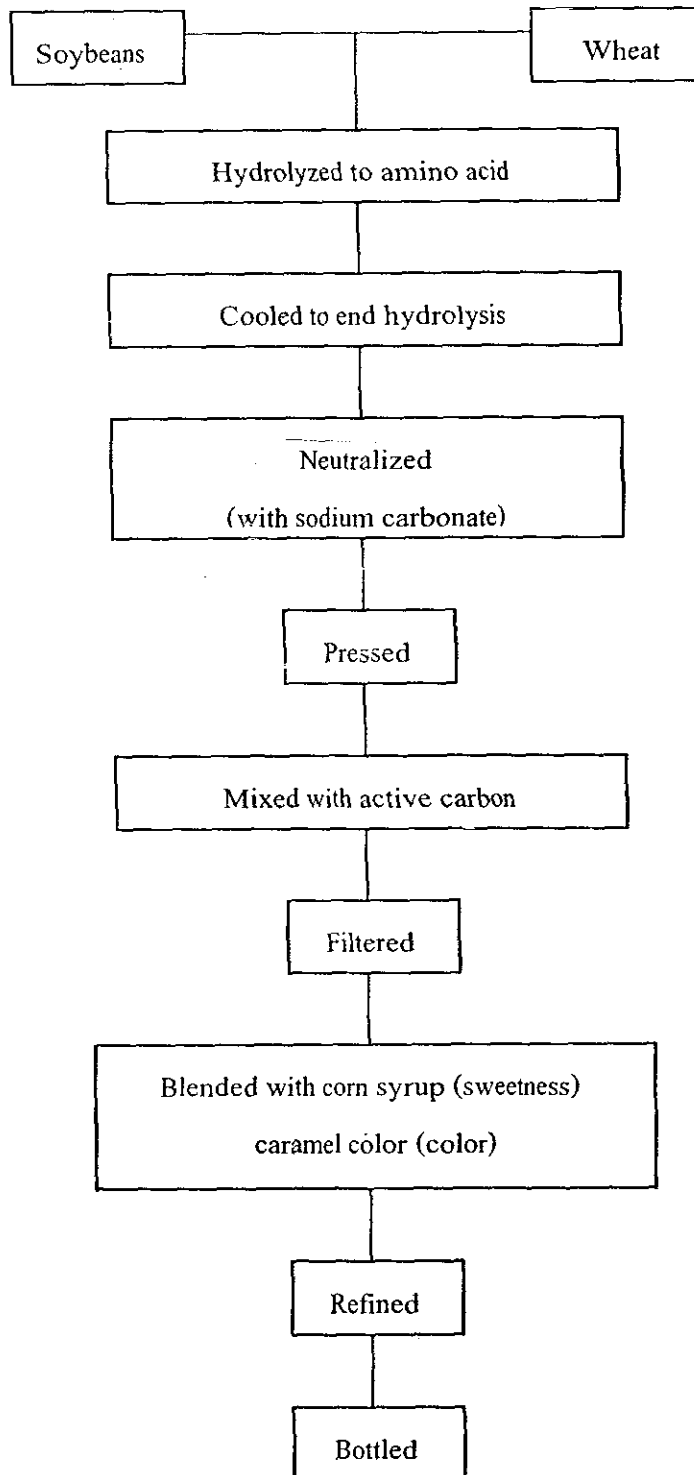 Soybeans
Wheat
Hydrolyzed to amino acid
Cooled to end hydrolysis
Neutralized
(with sodium carbonate)
Pressed
Mixed with active carbon
Filtered
Blended with corn syrup (sweetness)
caramel color (color)
Refined
Bottled